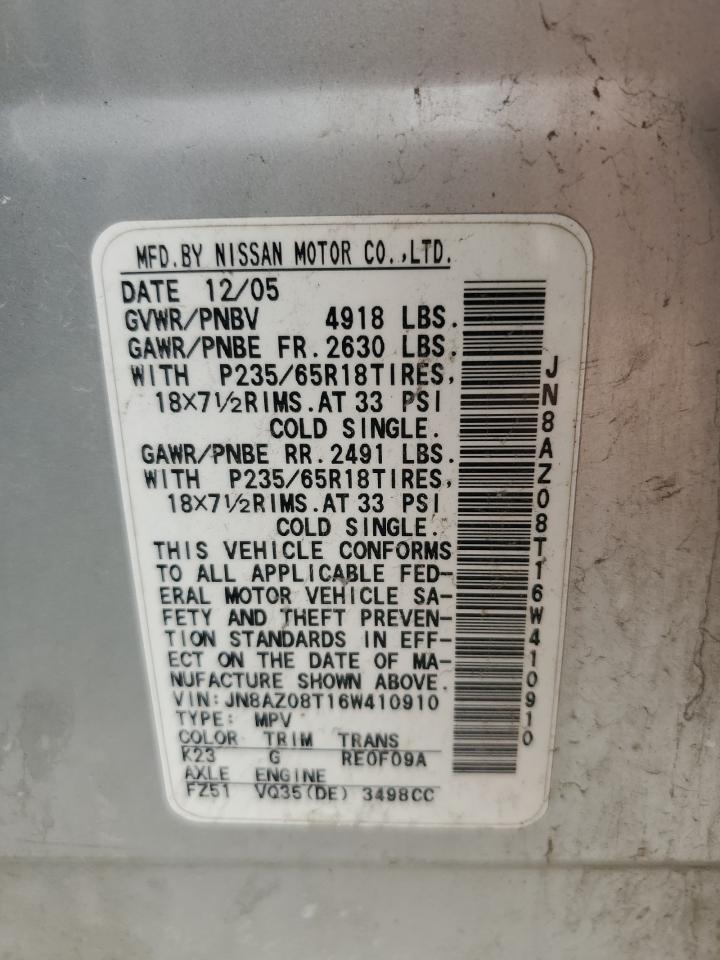 MFD.BY NISSAN MOTOR CO.,LTD.
DATE 12/05
GVWR/PNBV 4918 LBS.
GAWR/PNBE FR.2630 LBS.
WITH P235/65R18TIRES,
18×7½RIMS.AT 33 PSI
COLD SINGLE.
GAWR/PNBE RR.2491 LBS.
WITH P235/65R18TIRES,
18×7½RIMS.AT 33 PSI
COLD SINGLE.
THIS VEHICLE CONFORMS
TO ALL APPLICABLE FED-
ERAL MOTOR VEHICLE SA-
FETY AND THEFT PREVEN-
TION STANDARDS IN EFF-
ECT ON THE DATE OF MA-
NUFACTURE SHOWN ABOVE.
VIN:JN8AZ08T16W410910
TYPE: MPV
COLOR TRIM TRANS
K23 G RE0F09A
AXLE ENGINE
FZ51 VQ35(DE) 3498CC
JN8AZ08T16W410910